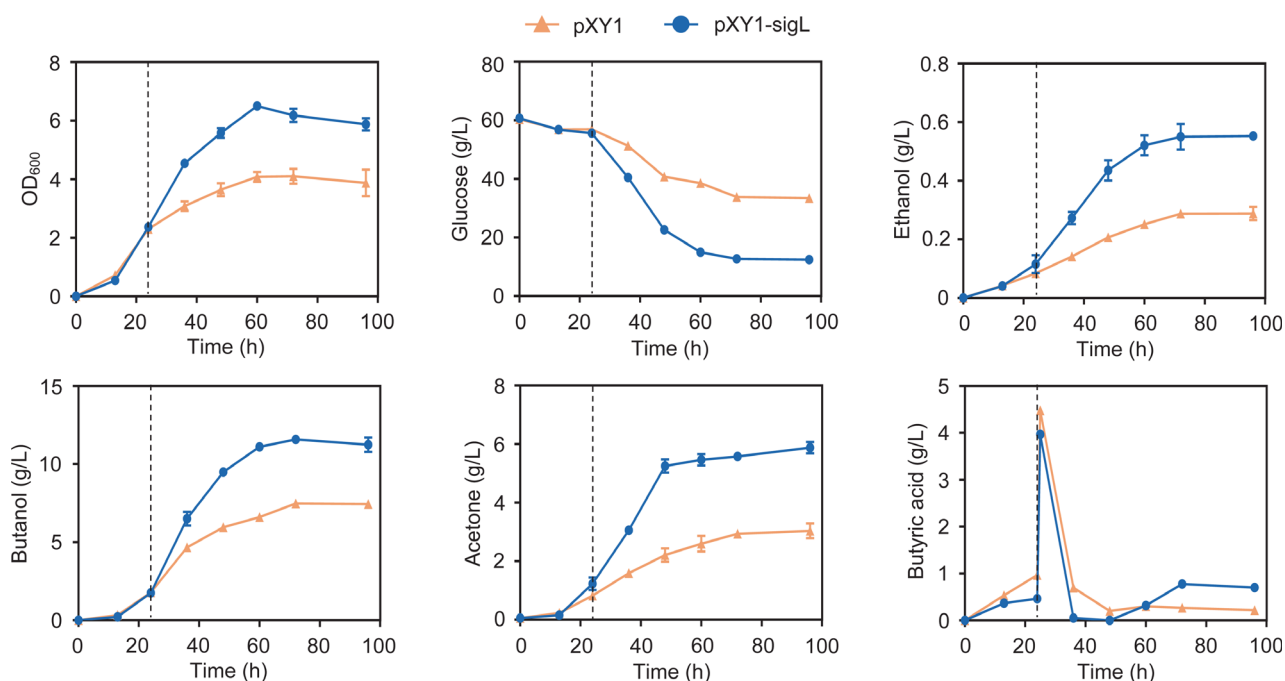 pXY1 pXY1-sigL
OD600
8
6
4
2
0
0 20 40 60 80 100
Time (h)
Glucose (g/L)
80
60
40
20
0
0 20 40 60 80 100
Time (h)
Ethanol (g/L)
0.8
0.6
0.4
0.2
0
0 20 40 60 80 100
Time (h)
Butanol (g/L)
15
10
5
0
0 20 40 60 80 100
Time (h)
Acetone (g/L)
8
6
4
2
0
0 20 40 60 80 100
Time (h)
Butyric acid (g/L)
5
4
3
2
1
0
0 20 40 60 80 100
Time (h)